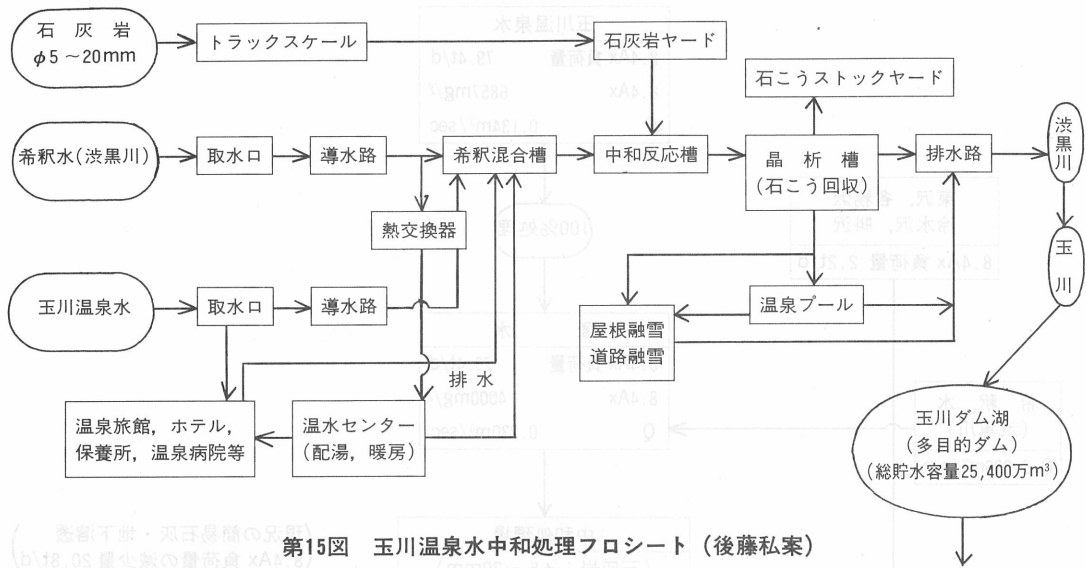 石灰岩
φ5～20mm
トラックスケール
石灰岩ヤード
石こうストックヤード
希釈水(渋黒川)
取水口
導水路
希釈混合槽
中和反応槽
晶析槽
(石こう回収)
排水路
渋黒川
熱交換器
玉川
玉川温泉水
取水口
導水路
温泉プール
屋根融雪
道路融雪
排水
温泉旅館，ホテル，
保養所，温泉病院等
温水センター
(配湯，暖房)
玉川ダム湖
(多目的ダム)
(総貯水容量25,400万m³)
第15図　玉川温泉水中和処理フロシート（後藤私案）